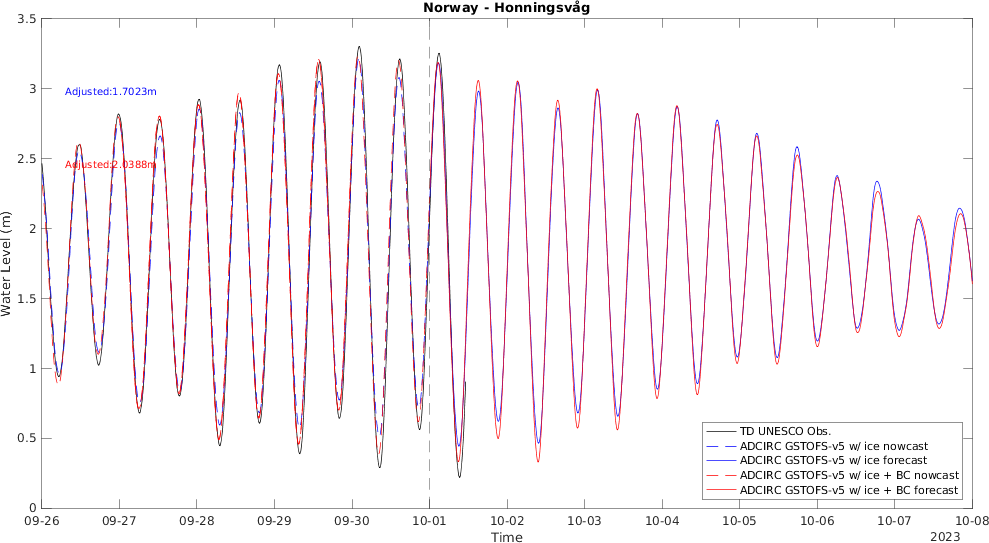 Norway - Honningsvåg
3.5
3
2.5
2
1.5
1
0.5
0
Water Level (m)
Adjusted:1.7023m
Adjusted:2.0388m
TD UNESCO Obs.
ADCIRC GSTOFS-v5 w/ ice nowcast
ADCIRC GSTOFS-v5 w/ ice forecast
ADCIRC GSTOFS-v5 w/ ice + BC nowcast
ADCIRC GSTOFS-v5 w/ ice + BC forecast
09-26 09-27 09-28 09-29 09-30 10-01 10-02 10-03 10-04 10-05 10-06 10-07 10-08
Time
2023